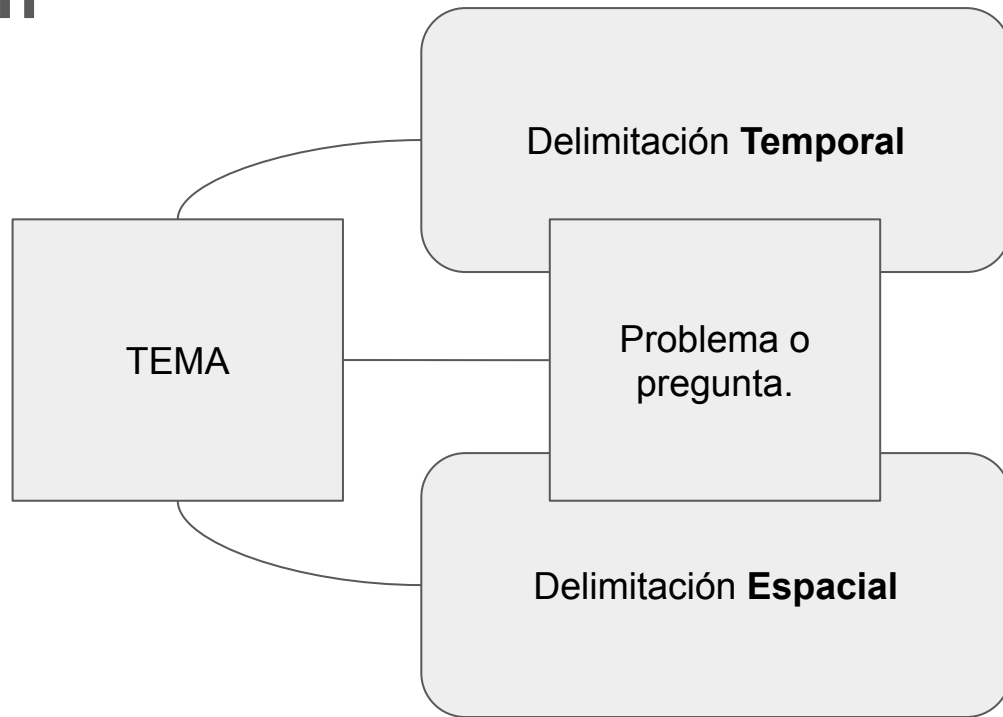 Delimitación Temporal
TEMA
Problema o
pregunta.
Delimitación Espacial